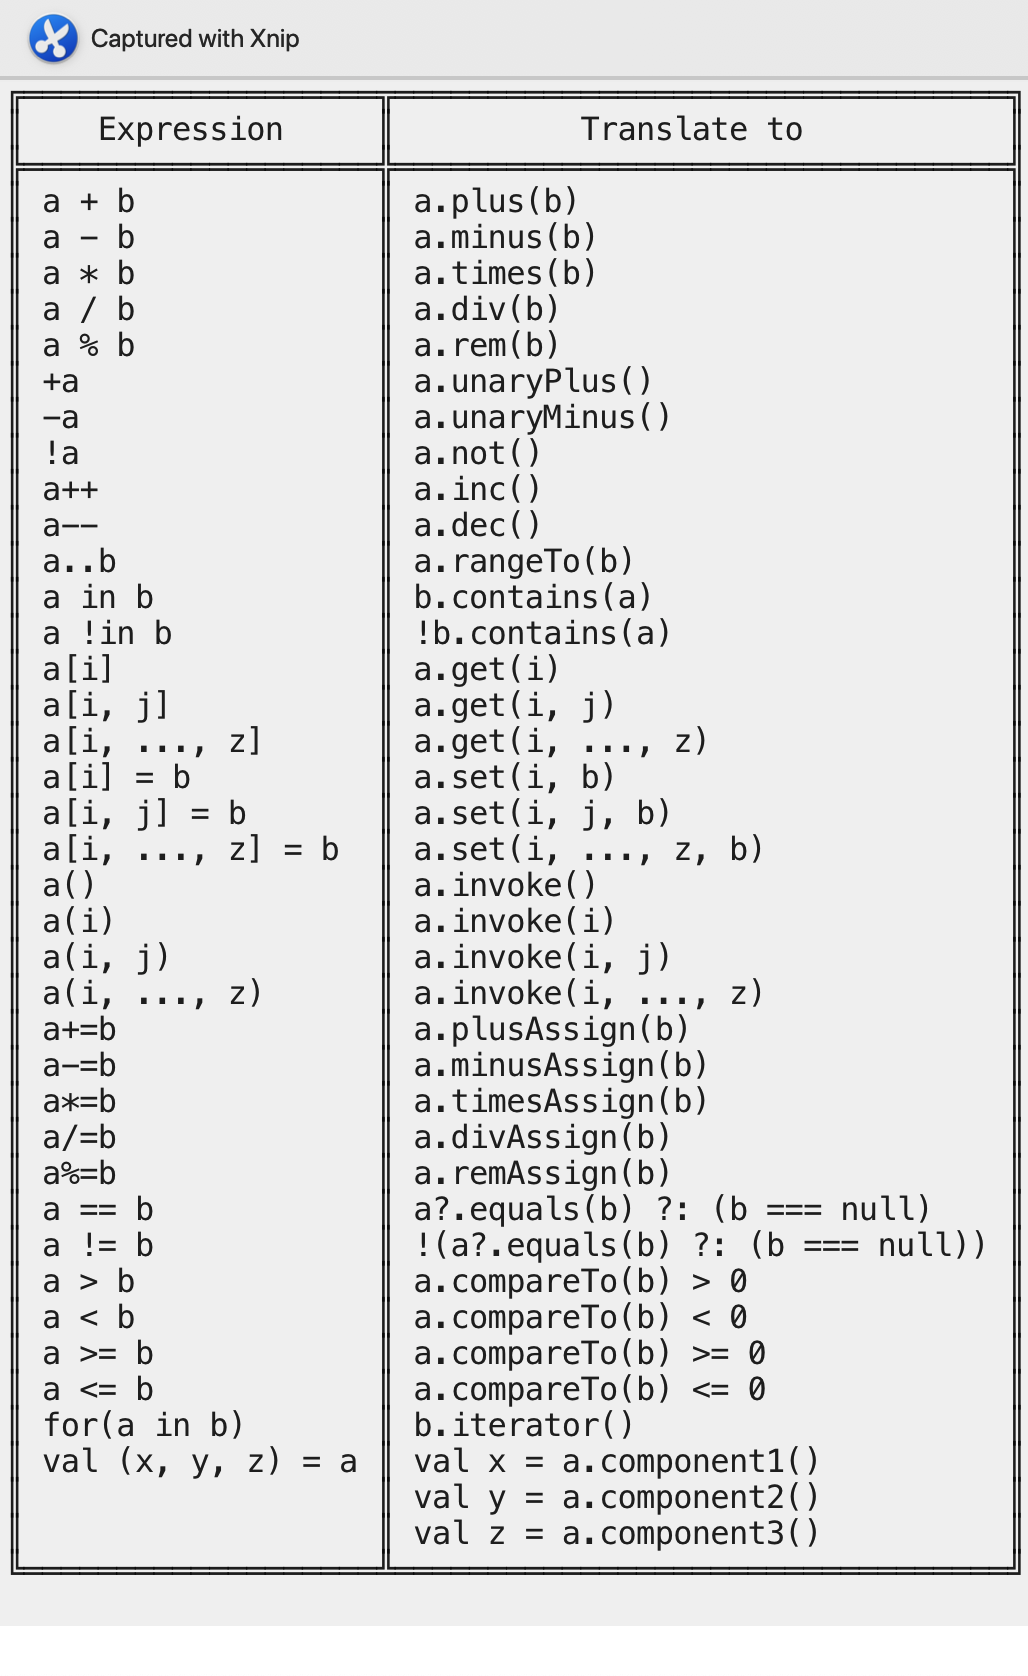 Captured with Xnip
Expression Translate to
a + b a.plus(b)
a - b a.minus(b)
a * b a.times(b)
a / b a.div(b)
a % b a.rem(b)
+a a.unaryPlus()
-a a.unaryMinus()
!a a.not()
a++ a.inc()
a-- a.dec()
a..b a.rangeTo(b)
a in b b.contains(a)
a !in b !b.contains(a)
a[i] a.get(i)
a[i, j] a.get(i, j)
a[i, ..., z] a.get(i, ..., z)
a[i] = b a.set(i, b)
a[i, j] = b a.set(i, j, b)
a[i, ..., z] = b a.set(i, ..., z, b)
a() a.invoke()
a(i) a.invoke(i)
a(i, j) a.invoke(i, j)
a(i, ..., z) a.invoke(i, ..., z)
a+=b a.plusAssign(b)
a-=b a.minusAssign(b)
a*=b a.timesAssign(b)
a/=b a.divAssign(b)
a%=b a.remAssign(b)
a == b a?.equals(b) ?: (b === null)
a != b !(a?.equals(b) ?: (b === null))
a > b a.compareTo(b) > 0
a < b a.compareTo(b) < 0
a >= b a.compareTo(b) >= 0
a <= b a.compareTo(b) <= 0
for(a in b) b.iterator()
val (x, y, z) = a val x = a.component1()
val y = a.component2()
val z = a.component3()